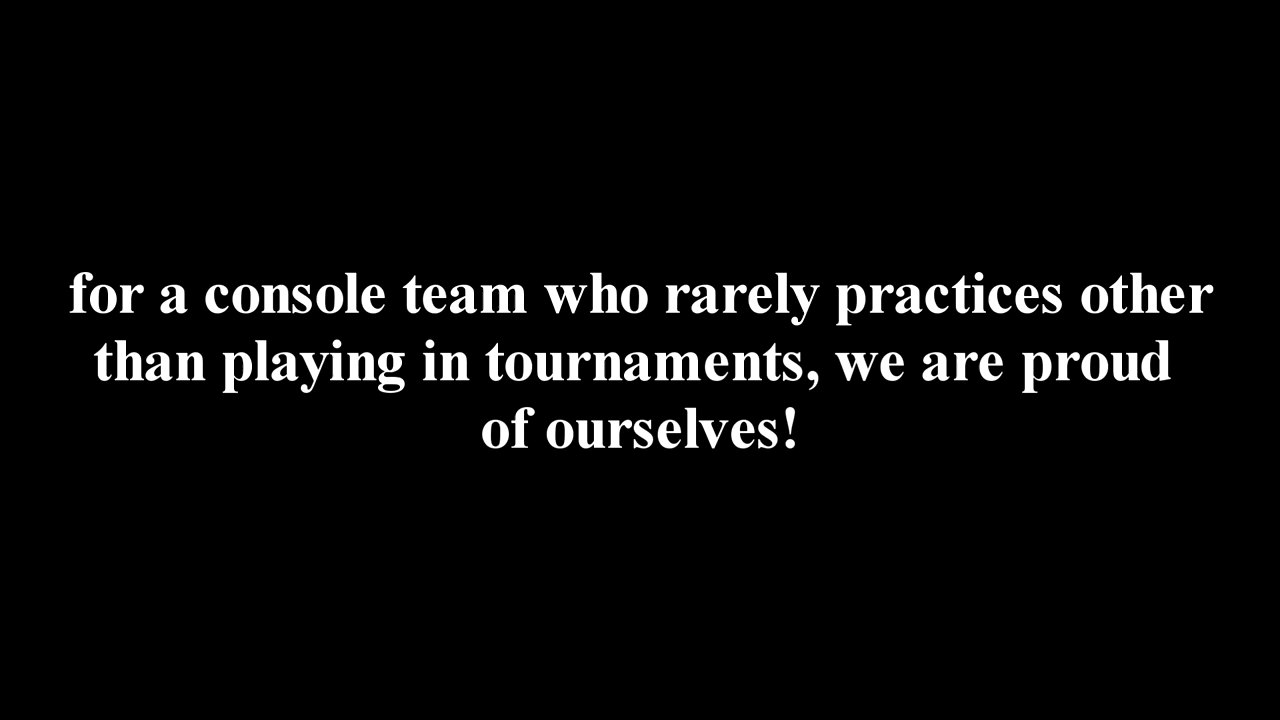 for a console team who rarely practices other
than playing in tournaments, we are proud
of ourselves!